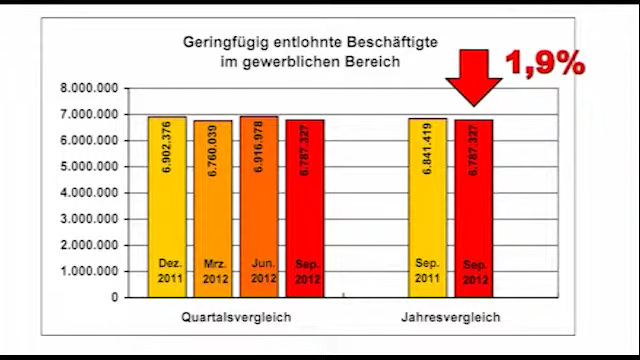 Geringfügig entlohnte Beschäftigte
im gewerblichen Bereich
1,9%
8.000.000
7.000.000
6.000.000
5.000.000
4.000.000
3.000.000
2.000.000
1.000.000
0
6.902.376
Dez.
2011
6.760.039
Mrz.
2012
6.916.978
Jun.
2012
6.787.327
Sep.
2012
6.841.419
Sep.
2011
6.787.327
Sep.
2012
Quartalsvergleich
Jahresvergleich